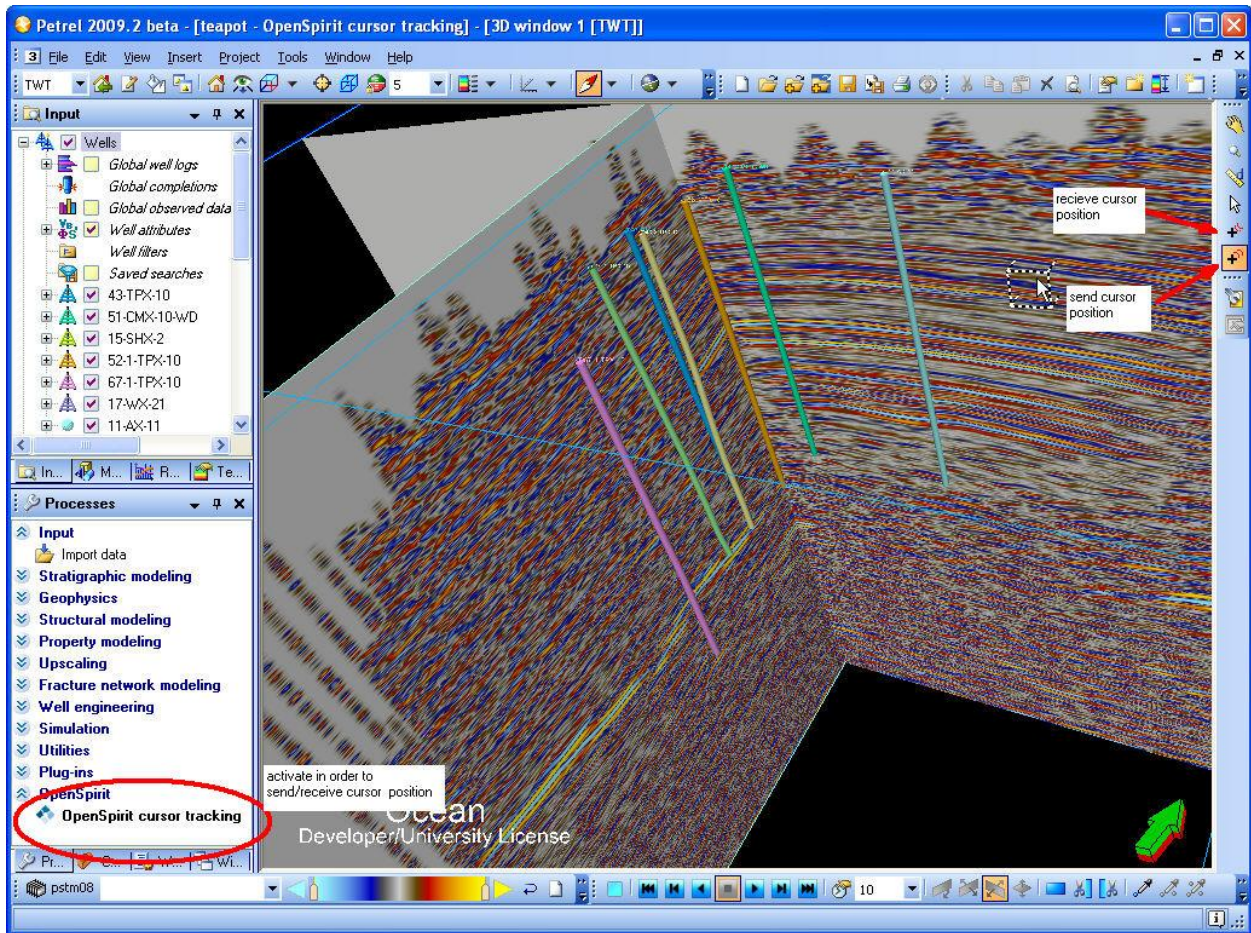 Petrel 2009.2 beta - [teapot - OpenSpirit cursor tracking] - [3D window 1 [TWT]]
3 File Edit View Insert Project Tools Window Help
TWT
5
Input
Wells
Global well logs
Global completions
Global observed data
Well attributes
Well filters
Saved searches
43-TPX-10
51-CMX-10-WD
15-SHX-2
52-1-TPX-10
67-1-TPX-10
17-WX-21
11-AX-11
In... M... R... Te...
Processes
Input
Import data
Stratigraphic modeling
Geophysics
Structural modeling
Property modeling
Upscaling
Fracture network modeling
Well engineering
Simulation
Utilities
Plug-ins
OpenSpirit
OpenSpirit cursor tracking
Pr... Wi...
recieve cursor
position
send cursor
position
activate in order to
send/receive cursor position
Ocean
Developer/University License
pstm08
10